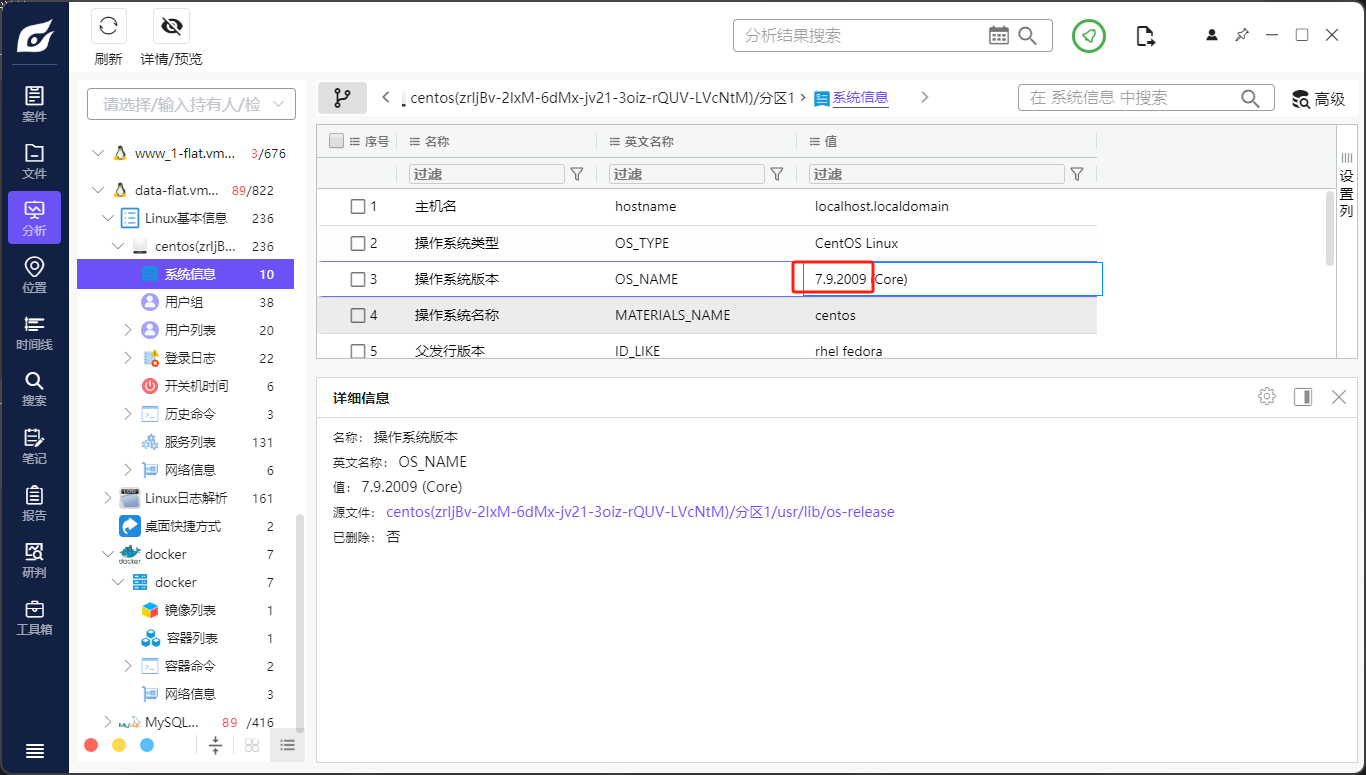 刷新
详情/预览
分析结果搜索
案件
文件
分析
位置
时间线
搜索
笔记
报告
研判
工具箱
请选择/输入持有人/检
www_1-flat.vm... 3/676
data-flat.vm... 89/822
Linux基本信息 236
centos(zrIjB... 236
系统信息 10
用户组 38
用户列表 20
登录日志 22
开关机时间 6
历史命令 3
服务列表 131
网络信息 6
Linux日志解析 161
桌面快捷方式 2
docker 7
docker 7
镜像列表 1
容器列表 1
容器命令 2
网络信息 3
MySQL... 89 /416
centos(zrIjBv-2IxM-6dMx-jv21-3oiz-rQUV-LVcNtM)/分区1 › 系统信息
在 系统信息 中搜索
高级
序号 名称 英文名称 值
过滤 过滤 过滤
1 主机名 hostname localhost.localdomain
2 操作系统类型 OS_TYPE CentOS Linux
3 操作系统版本 OS_NAME 7.9.2009 (Core)
4 操作系统名称 MATERIALS_NAME centos
5 父发行版本 ID_LIKE rhel fedora
设置列
详细信息
名称: 操作系统版本
英文名称: OS_NAME
值: 7.9.2009 (Core)
源文件: centos(zrIjBv-2IxM-6dMx-jv21-3oiz-rQUV-LVcNtM)/分区1/usr/lib/os-release
已删除: 否